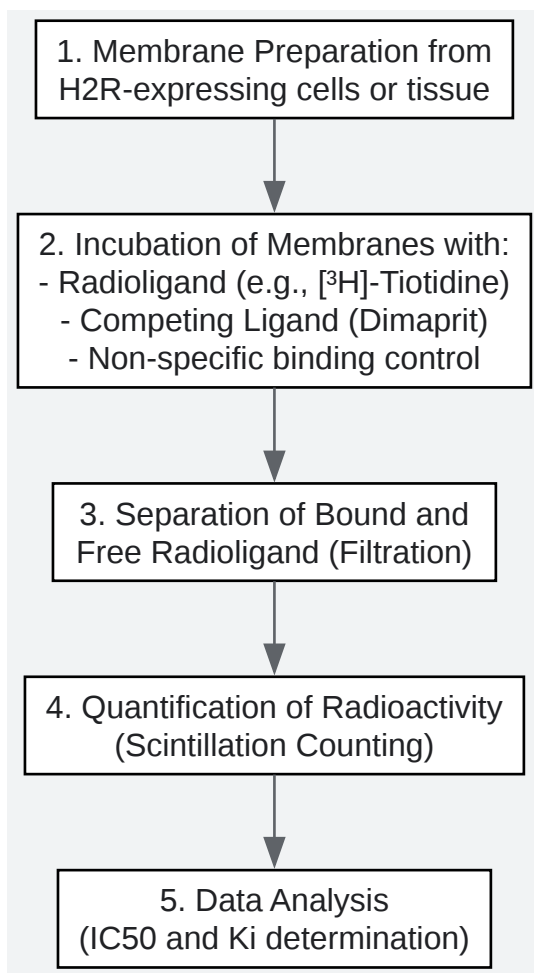 1. Membrane Preparation from
H2R-expressing cells or tissue
2. Incubation of Membranes with:
- Radioligand (e.g., [³H]-Tiotidine)
- Competing Ligand (Dimaprit)
- Non-specific binding control
3. Separation of Bound and
Free Radioligand (Filtration)
4. Quantification of Radioactivity
(Scintillation Counting)
5. Data Analysis
(IC50 and Ki determination)